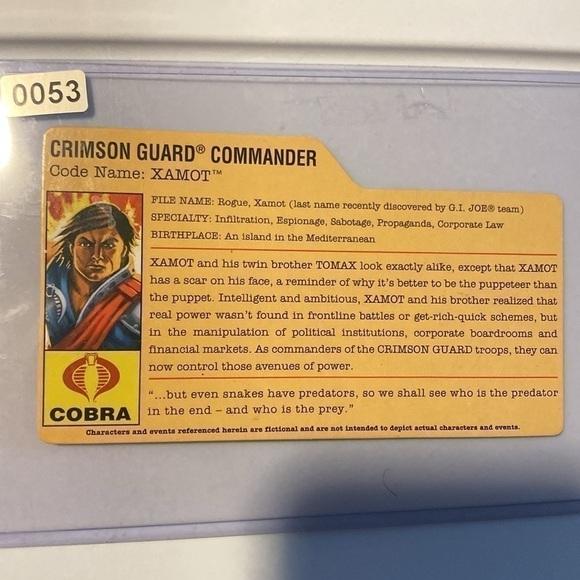 0053
CRIMSON GUARD® COMMANDER
Code Name: XAMOT™
FILE NAME: Rogue, Xamot (last name recently discovered by G.I. JOE® team)
SPECIALTY: Infiltration, Espionage, Sabotage, Propaganda, Corporate Law
BIRTHPLACE: An island in the Mediterranean
XAMOT and his twin brother TOMAX look exactly alike, except that XAMOT
has a scar on his face, a reminder of why it's better to be the puppeteer than
the puppet. Intelligent and ambitious, XAMOT and his brother realized that
real power wasn't found in frontline battles or get-rich-quick schemes, but
in the manipulation of political institutions, corporate boardrooms and
financial markets. As commanders of the CRIMSON GUARD troops, they can
now control those avenues of power.
"...but even snakes have predators, so we shall see who is the predator
in the end – and who is the prey."
COBRA
Characters and events referenced herein are fictional and are not intended to depict actual characters and events.